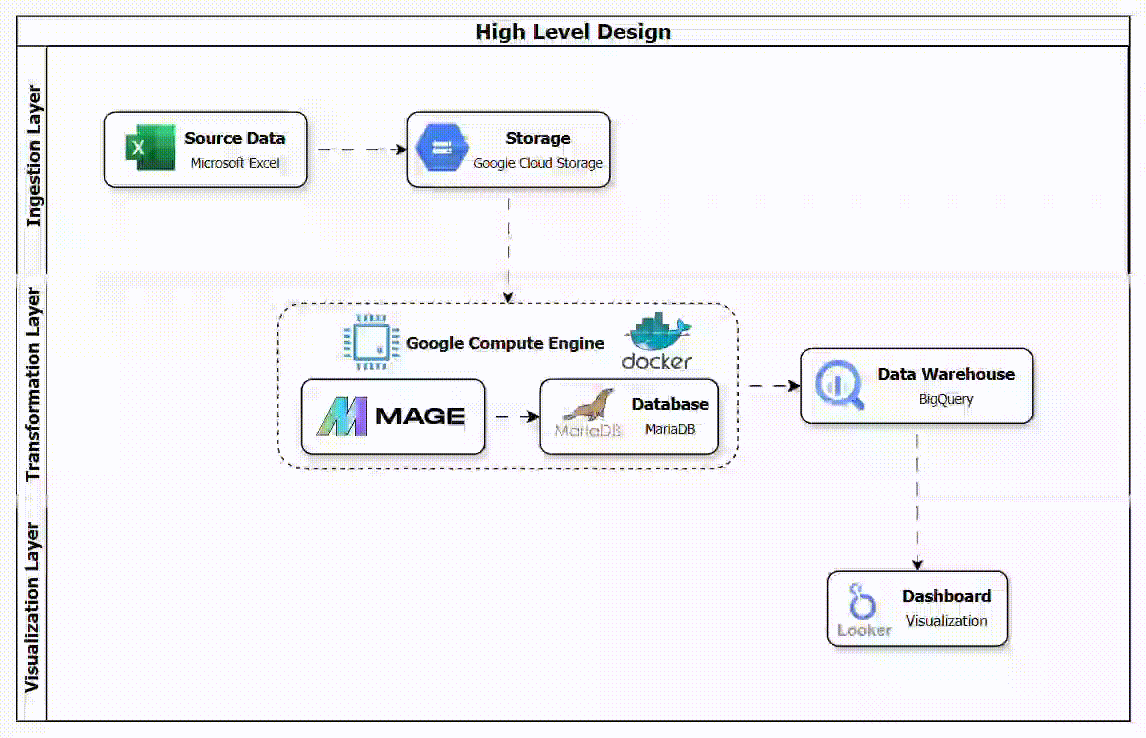 High Level Design
Ingestion Layer
Source Data
Microsoft Excel
X
Storage
Google Cloud Storage
Transformation Layer
Google Compute Engine
docker
MAGE
MariaDB
Database
MariaDB
Data Warehouse
BigQuery
Visualization Layer
Looker
Dashboard
Visualization